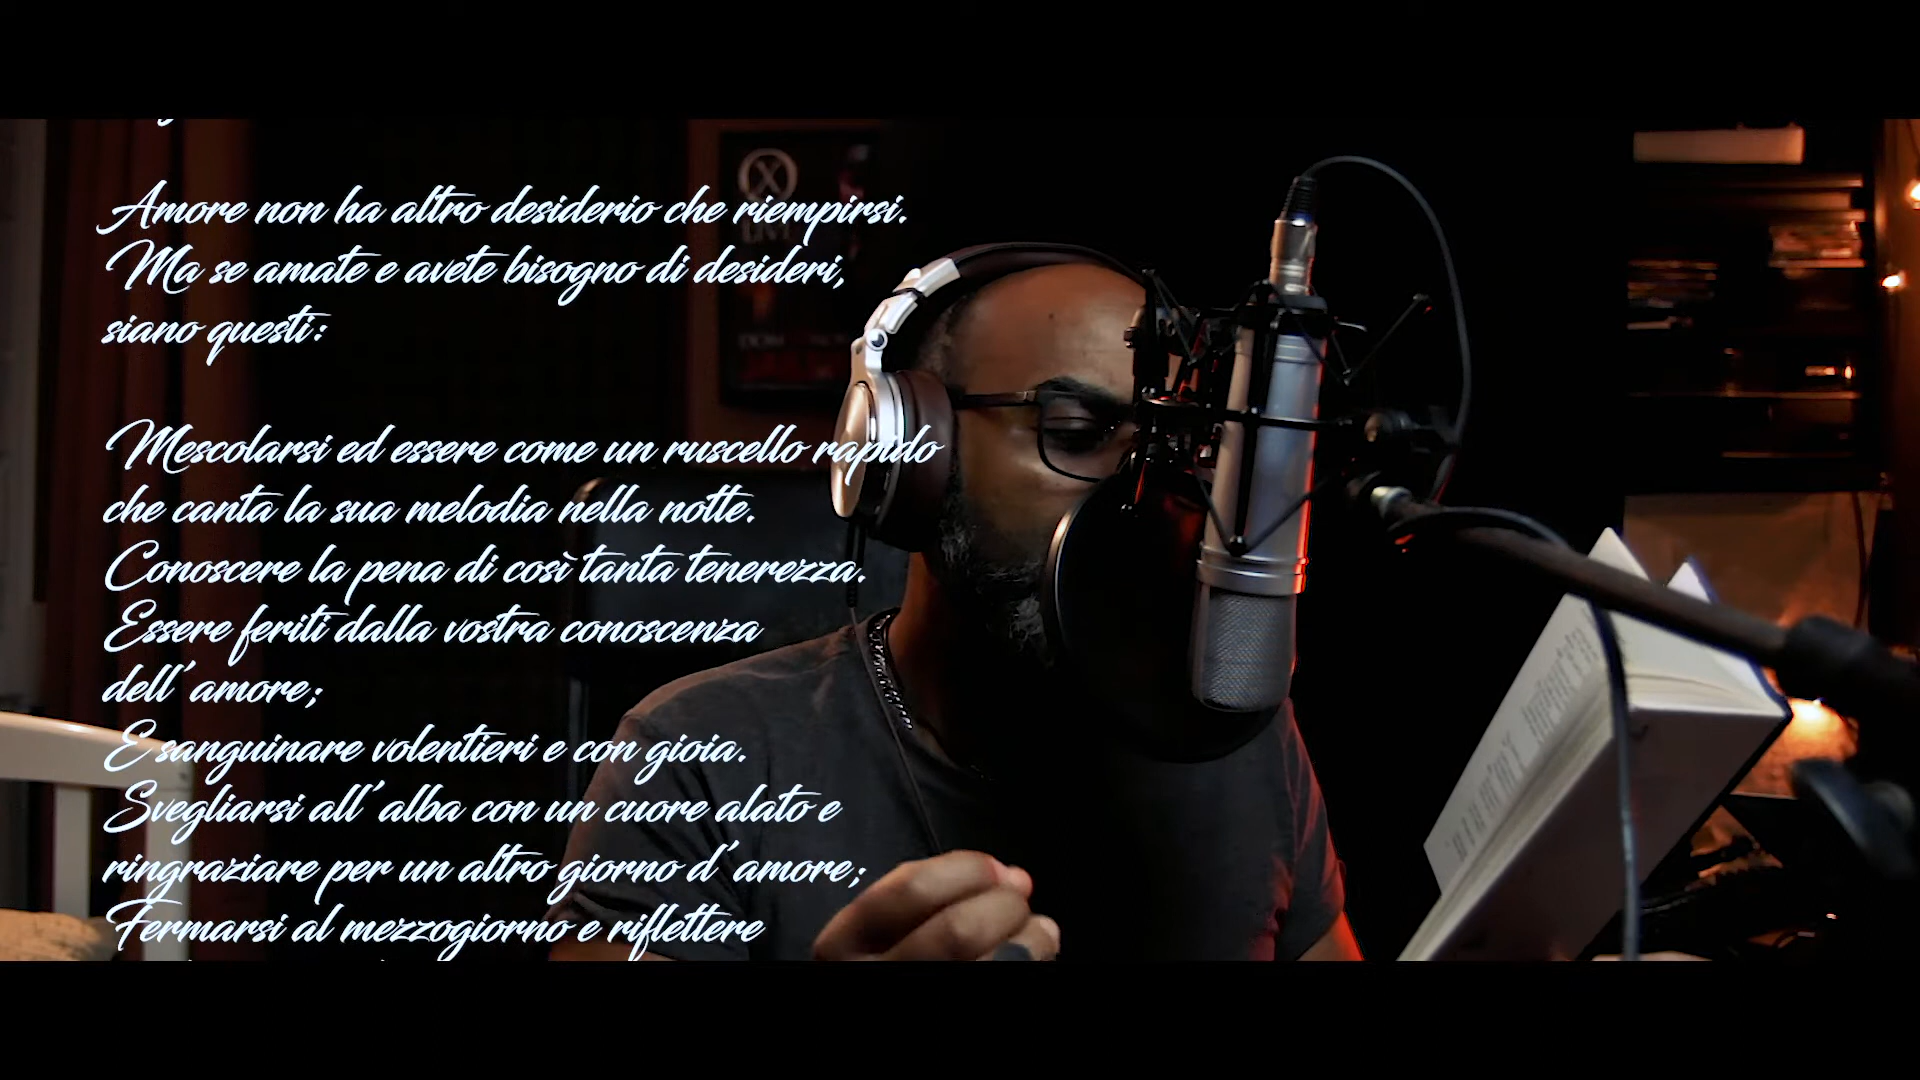 Amore non ha altro desiderio che riempirsi.
Ma se amate e avete bisogno di desideri,
siano questi:
Mescolarsi ed essere come un ruscello rapido
che canta la sua melodia nella notte.
Conoscere la pena di così tanta tenerezza.
Essere feriti dalla vostra conoscenza
dell'amore;
E sanguinare volentieri e con gioia.
Svegliarsi all'alba con un cuore alato e
ringraziare per un altro giorno d'amore;
Fermarsi al mezzogiorno e riflettere